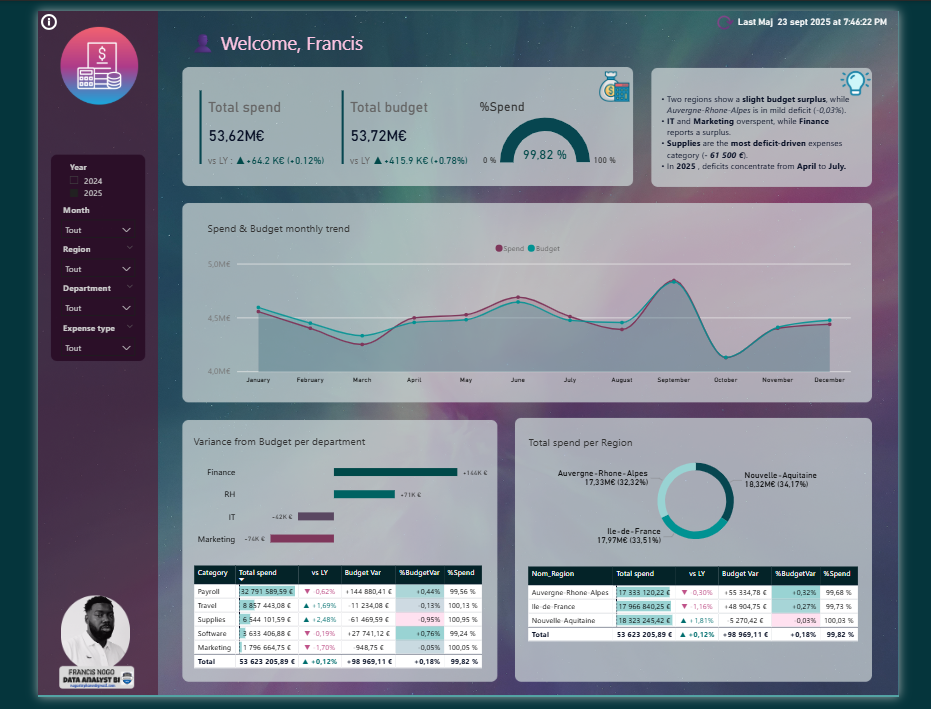 Last Maj 23 sept 2025 at 7:46:22 PM
Welcome, Francis
Year
2024
2025
Month
Tout
Region
Tout
Department
Tout
Expense type
Tout
FRANCIS NOGO
DATA ANALYST BI
Total spend
53,62M€
vs LY : ▲ +64.2 K€ (+0.12%)
Total budget
53,72M€
vs LY ▲ +415.9 K€ (+0.78%)
%Spend
0 %
99,82 %
100 %
• Two regions show a slight budget surplus, while
Auvergne-Rhone-Alpes is in mild deficit (-0,03%).
• IT and Marketing overspent, while Finance
reports a surplus.
• Supplies are the most deficit-driven expenses
category (- 61 500 €).
• In 2025 , deficits concentrate from April to July.
Spend & Budget monthly trend
Spend Budget
5,0M€
4,5M€
4,0M€
January February March April May June July August September October November December
Variance from Budget per department
Finance +144K €
RH +71K €
IT -42K €
Marketing -74K €
Category Total spend vs LY Budget Var %BudgetVar %Spend
Payroll 32 791 589,59 € ▼ -0,62% +144 880,41 € +0,44% 99,56 %
Travel 8 857 443,08 € ▲ +1,69% -11 234,08 € -0,13% 100,13 %
Supplies 6 544 101,59 € ▲ +2,48% -61 469,59 € -0,95% 100,95 %
Software 3 633 406,88 € ▼ -0,19% +27 741,12 € +0,76% 99,24 %
Marketing 1 796 664,75 € ▼ -1,70% -948,75 € -0,05% 100,05 %
Total 53 623 205,89 € ▲ +0,12% +98 969,11 € +0,18% 99,82 %
Total spend per Region
Auvergne-Rhone-Alpes
17,33M€ (32,32%)
Nouvelle-Aquitaine
18,32M€ (34,17%)
Ile-de-France
17,97M€ (33,51%)
Nom_Region Total spend vs LY Budget Var %BudgetVar %Spend
Auvergne-Rhone-Alpes 17 333 120,22 € ▼ -0,30% +55 334,78 € +0,32% 99,68 %
Ile-de-France 17 966 840,25 € ▼ -1,16% +48 904,75 € +0,27% 99,73 %
Nouvelle-Aquitaine 18 323 245,42 € ▲ +1,81% -5 270,42 € -0,03% 100,03 %
Total 53 623 205,89 € ▲ +0,12% +98 969,11 € +0,18% 99,82 %